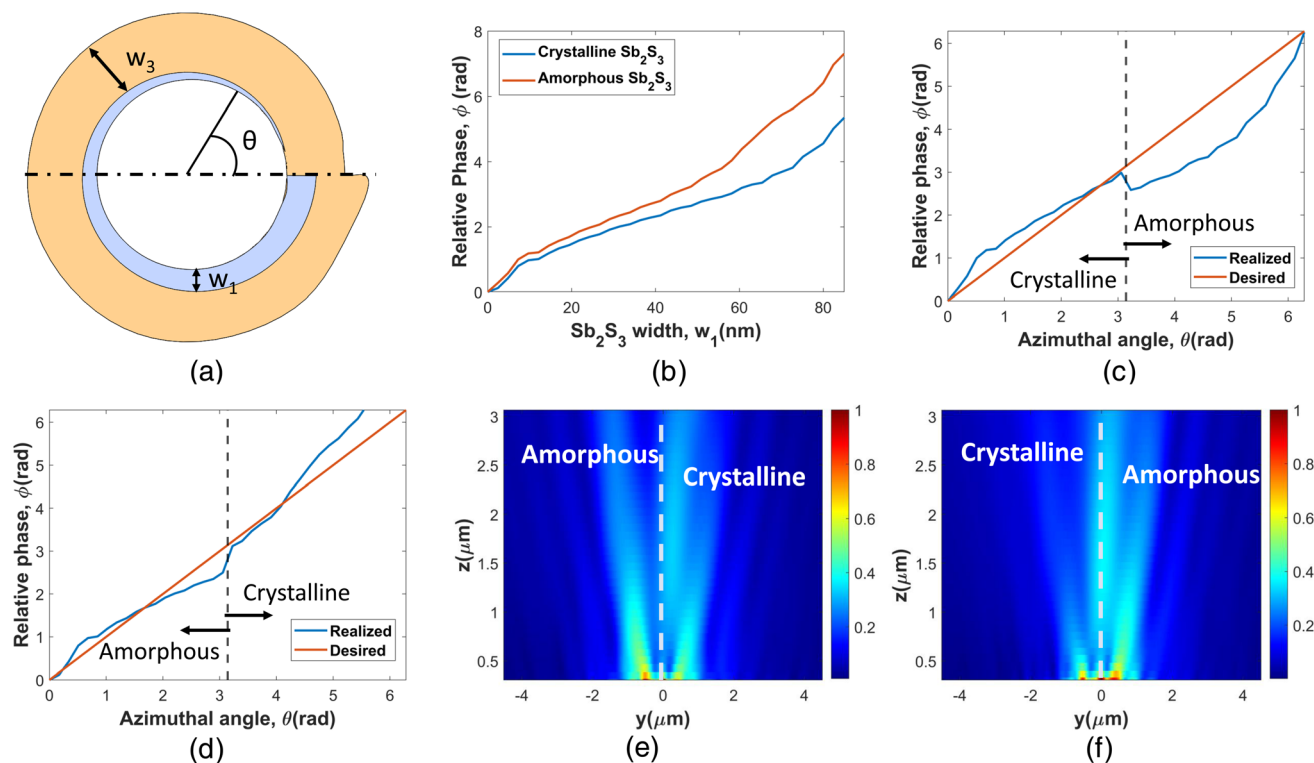 w3
θ
w1
(a)
Relative Phase, ϕ (rad)
8
6
4
2
0
Crystalline Sb2S3
Amorphous Sb2S3
0 20 40 60 80
Sb2S3 width, w1(nm)
(b)
Relative phase, ϕ(rad)
6
5
4
3
2
1
0
Amorphous
Crystalline
Realized
Desired
0 1 2 3 4 5 6
Azimuthal angle, θ(rad)
(c)
Relative phase, ϕ(rad)
6
5
4
3
2
1
0
Crystalline
Amorphous
Realized
Desired
0 1 2 3 4 5 6
Azimuthal angle, θ(rad)
(d)
z(μm)
3
2.5
2
1.5
1
0.5
Amorphous
Crystalline
1
0.8
0.6
0.4
0.2
-4 -2 0 2 4
y(μm)
(e)
z(μm)
3
2.5
2
1.5
1
0.5
Crystalline
Amorphous
1
0.8
0.6
0.4
0.2
-4 -2 0 2 4
y(μm)
(f)